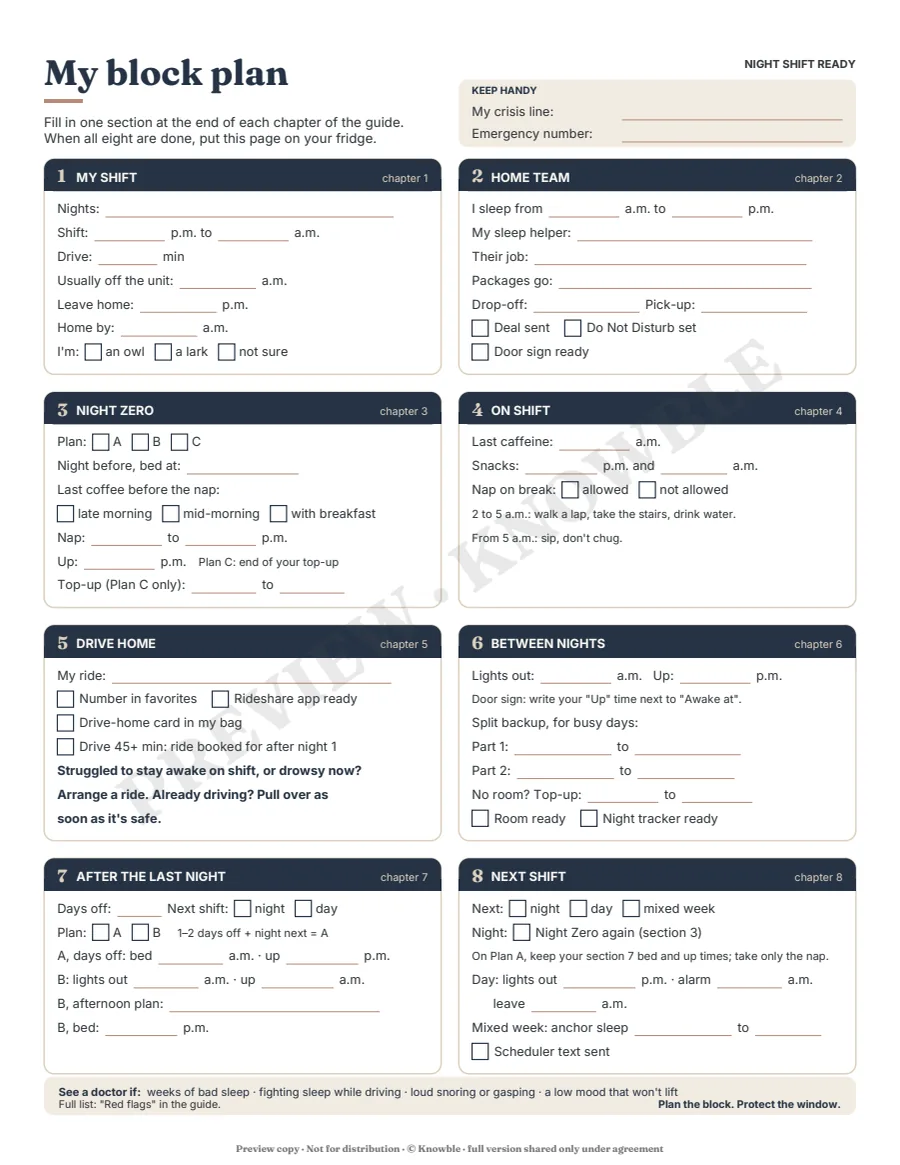 My block plan
NIGHT SHIFT READY
Fill in one section at the end of each chapter of the guide.
When all eight are done, put this page on your fridge.
KEEP HANDY
My crisis line:
Emergency number:
1 MY SHIFT chapter 1
Nights:
Shift: p.m. to a.m.
Drive: min
Usually off the unit: a.m.
Leave home: p.m.
Home by: a.m.
I'm: an owl a lark not sure
2 HOME TEAM chapter 2
I sleep from a.m. to p.m.
My sleep helper:
Their job:
Packages go:
Drop-off: Pick-up:
Deal sent Do Not Disturb set
Door sign ready
3 NIGHT ZERO chapter 3
Plan: A B C
Night before, bed at:
Last coffee before the nap:
late morning mid-morning with breakfast
Nap: to p.m.
Up: p.m. Plan C: end of your top-up
Top-up (Plan C only): to
4 ON SHIFT chapter 4
Last caffeine: a.m.
Snacks: p.m. and a.m.
Nap on break: allowed not allowed
2 to 5 a.m.: walk a lap, take the stairs, drink water.
From 5 a.m.: sip, don't chug.
5 DRIVE HOME chapter 5
My ride:
Number in favorites Rideshare app ready
Drive-home card in my bag
Drive 45+ min: ride booked for after night 1
Struggled to stay awake on shift, or drowsy now?
Arrange a ride. Already driving? Pull over as
soon as it's safe.
6 BETWEEN NIGHTS chapter 6
Lights out: a.m. Up: p.m.
Door sign: write your "Up" time next to "Awake at".
Split backup, for busy days:
Part 1: to
Part 2: to
No room? Top-up: to
Room ready Night tracker ready
7 AFTER THE LAST NIGHT chapter 7
Days off: Next shift: night day
Plan: A B 1–2 days off + night next = A
A, days off: bed a.m. · up p.m.
B: lights out a.m. · up a.m.
B, afternoon plan:
B, bed: p.m.
8 NEXT SHIFT chapter 8
Next: night day mixed week
Night: Night Zero again (section 3)
On Plan A, keep your section 7 bed and up times; take only the nap.
Day: lights out p.m. · alarm a.m.
leave a.m.
Mixed week: anchor sleep to
Scheduler text sent
See a doctor if: weeks of bad sleep · fighting sleep while driving · loud snoring or gasping · a low mood that won't lift
Full list: "Red flags" in the guide.
Plan the block. Protect the window.
PREVIEW · KNOWBLE
Preview copy · Not for distribution · © Knowble · full version shared only under agreement